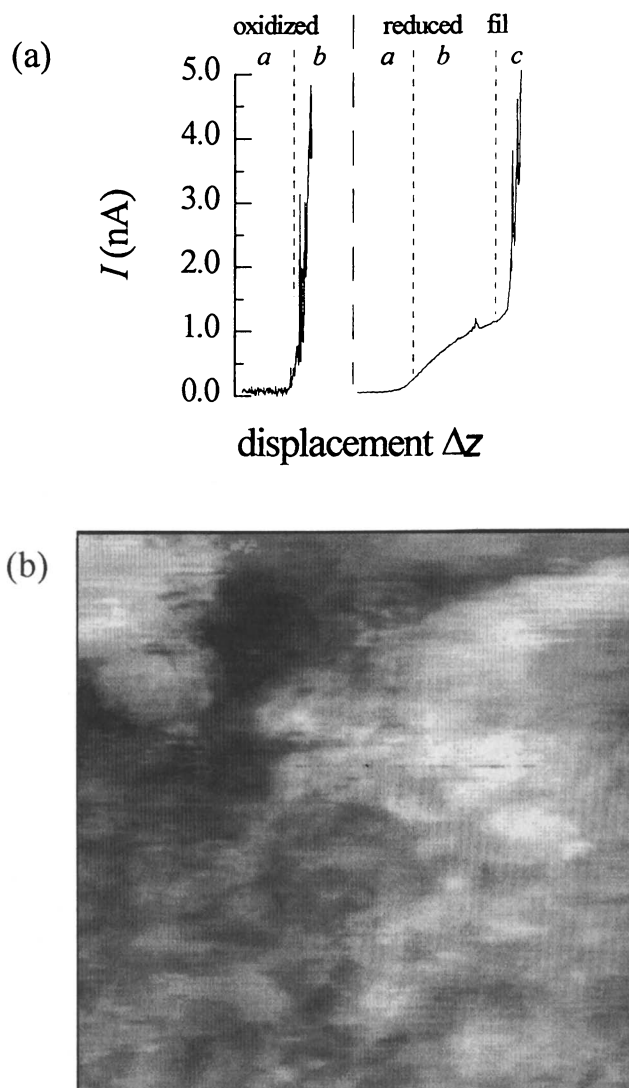 (a)
oxidized reduced fil
a b a b c
5.0
4.0
3.0
2.0
1.0
0.0
I (nA)
displacement Δz
(b)